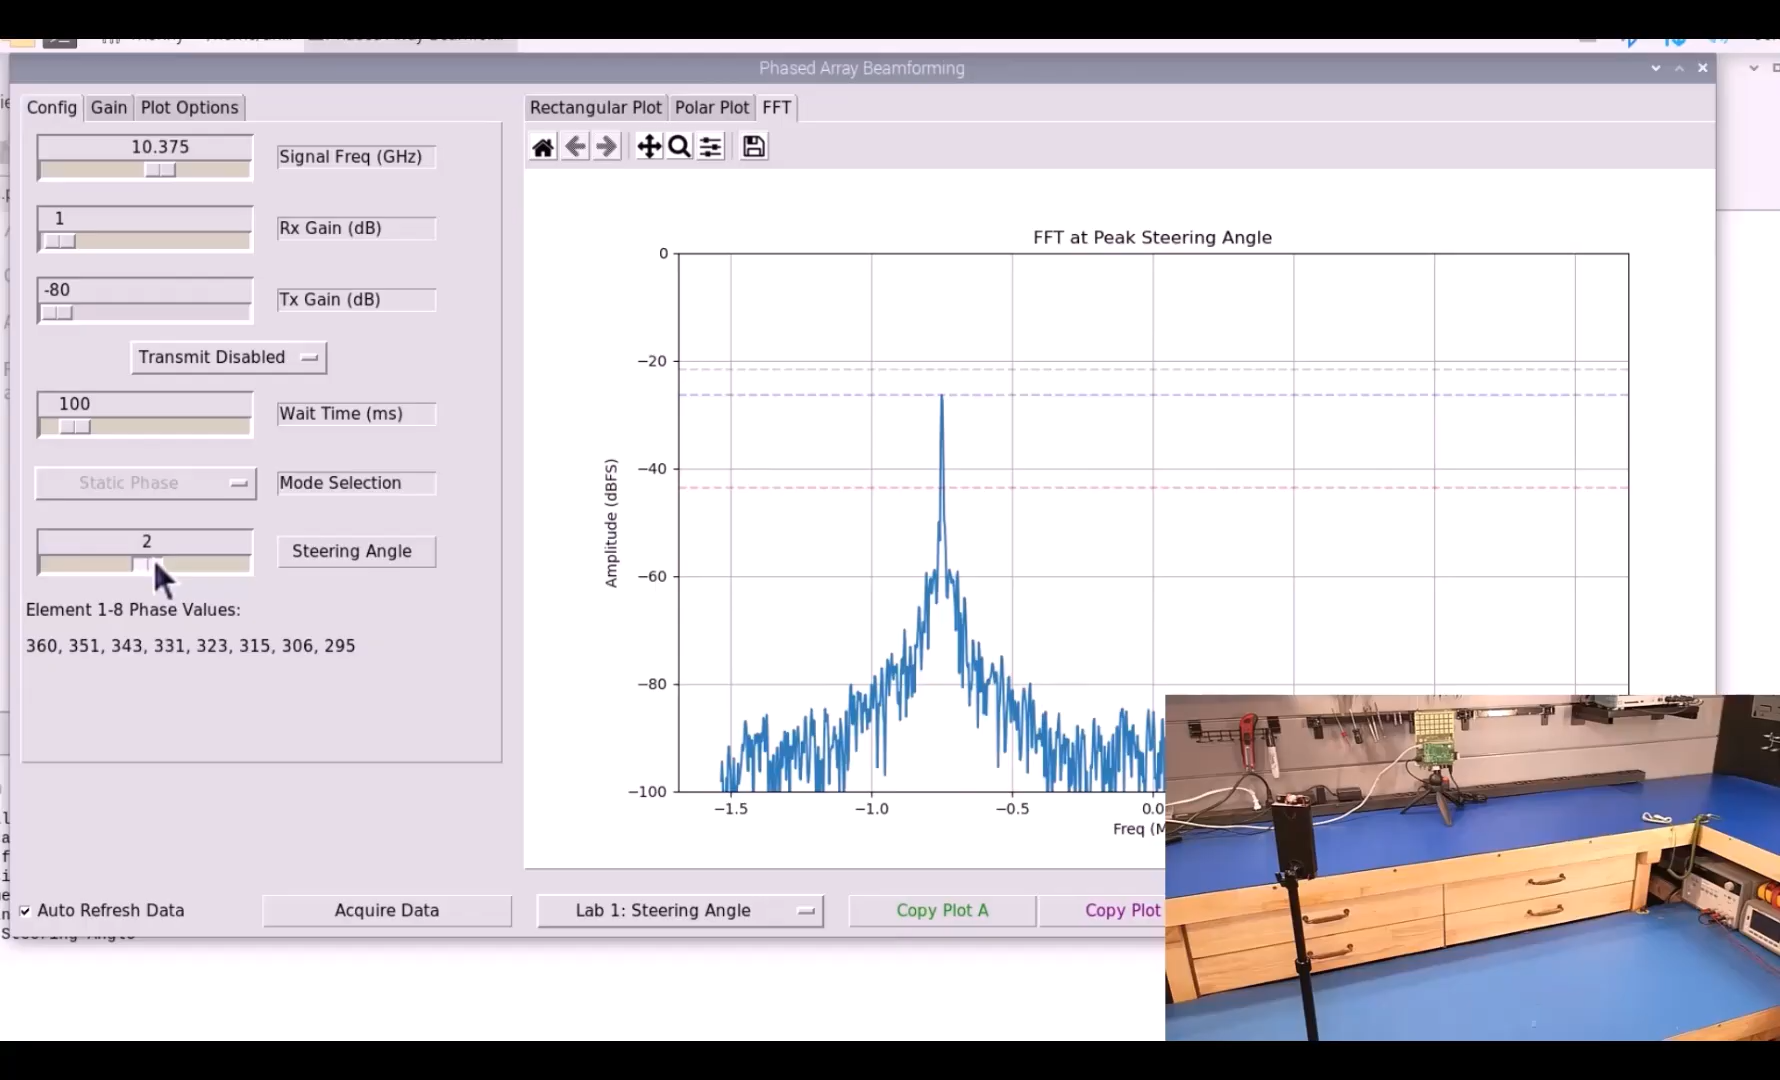 Phased Array Beamforming
Config Gain Plot Options
10.375
Signal Freq (GHz)
1
Rx Gain (dB)
-80
Tx Gain (dB)
Transmit Disabled
100
Wait Time (ms)
Static Phase
Mode Selection
2
Steering Angle
Element 1-8 Phase Values:
360, 351, 343, 331, 323, 315, 306, 295
Auto Refresh Data
Acquire Data
Rectangular Plot Polar Plot FFT
FFT at Peak Steering Angle
Amplitude (dBFS)
0
−20
−40
−60
−80
−100
−1.5 −1.0 −0.5 0.0
Freq (M
Lab 1: Steering Angle
Copy Plot A
Copy Plot